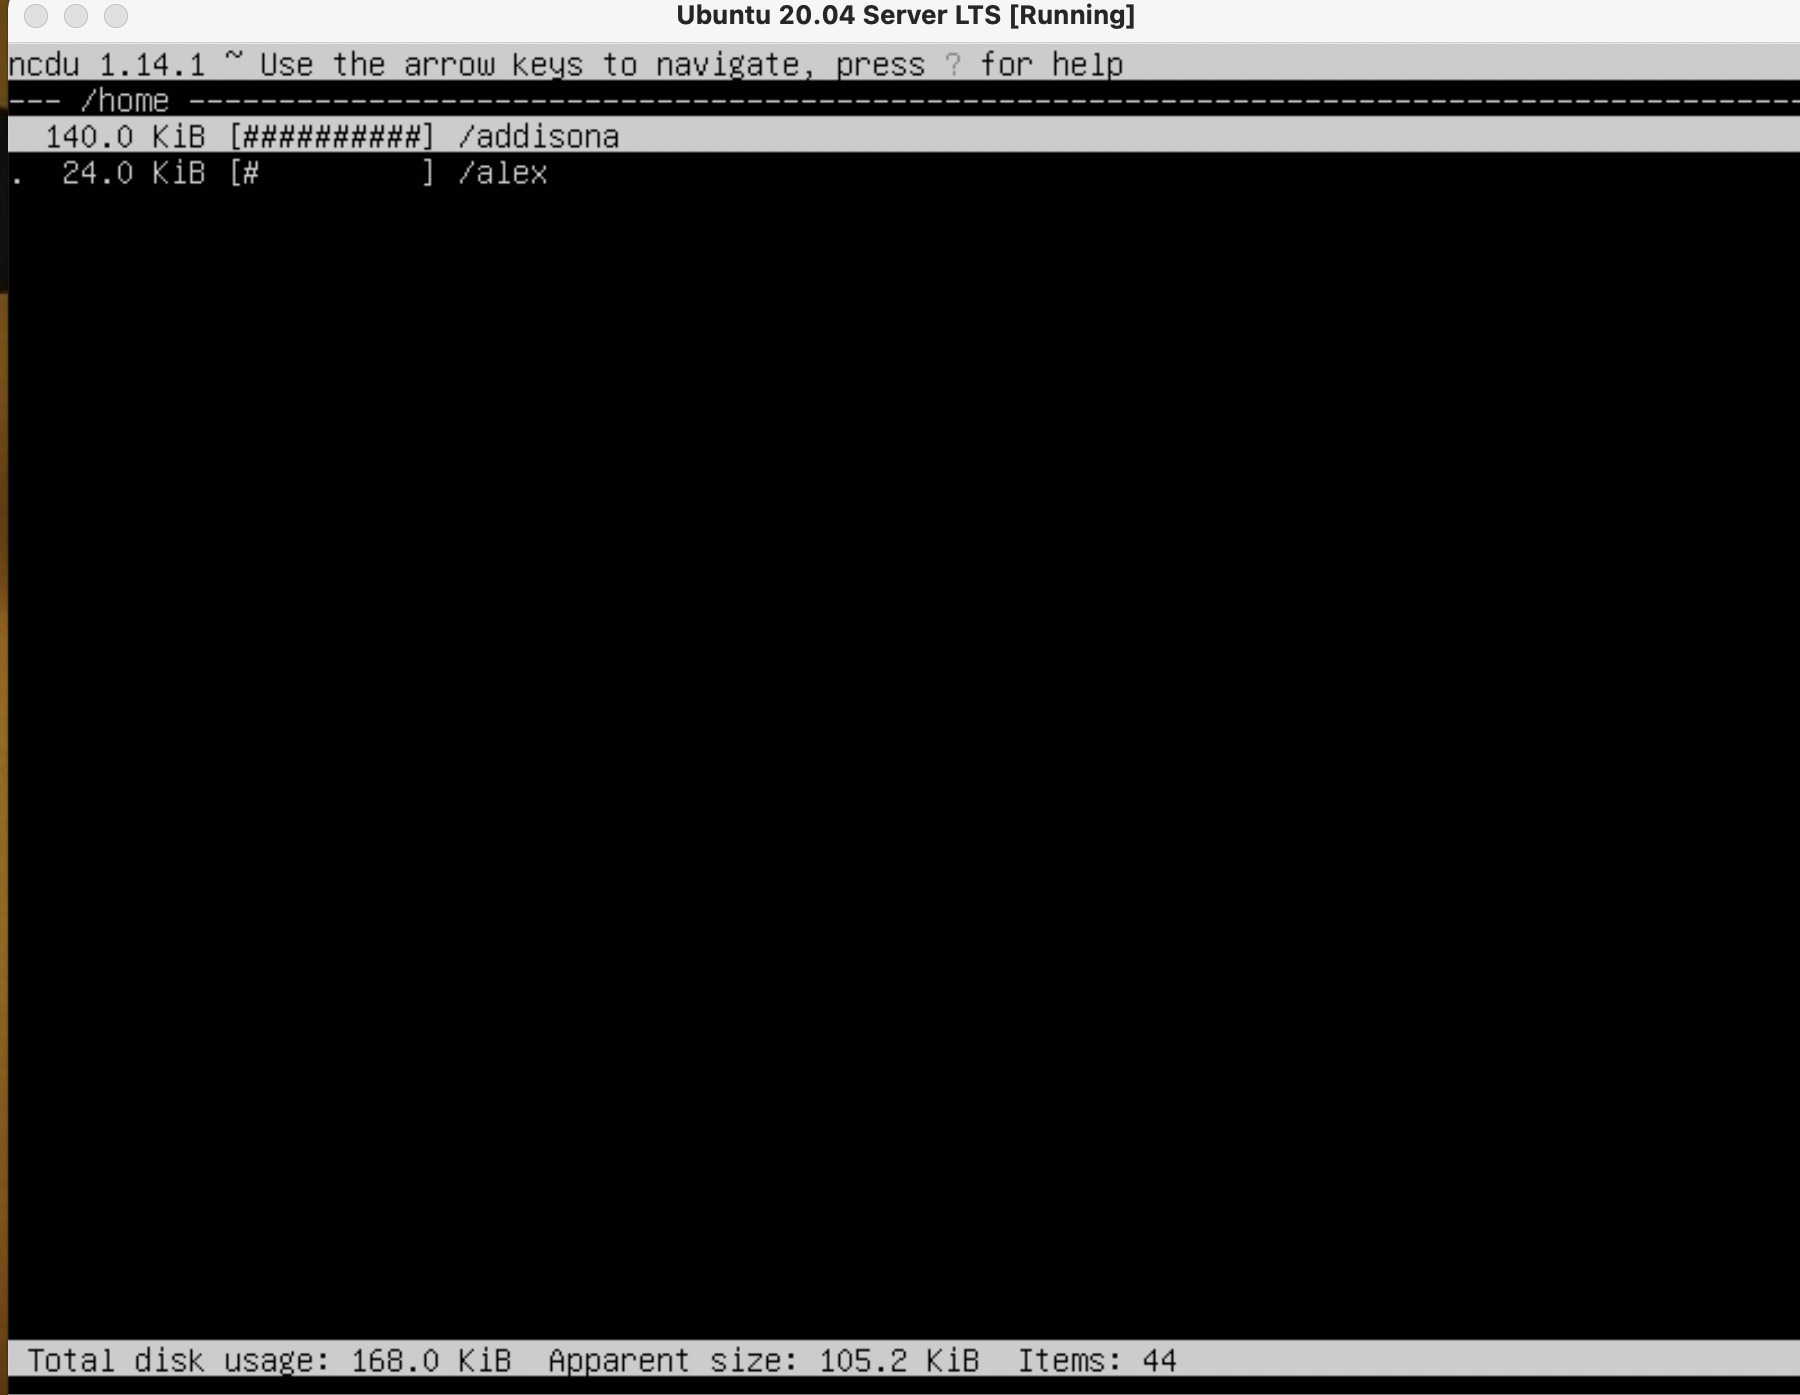 Ubuntu 20.04 Server LTS [Running]
ncdu 1.14.1 ~ Use the arrow keys to navigate, press ? for help
--- /home ----------------------------------------------------------------------------------------------------
140.0 KiB [##########] /addisona
. 24.0 KiB [#         ] /alex
Total disk usage: 168.0 KiB  Apparent size: 105.2 KiB  Items: 44